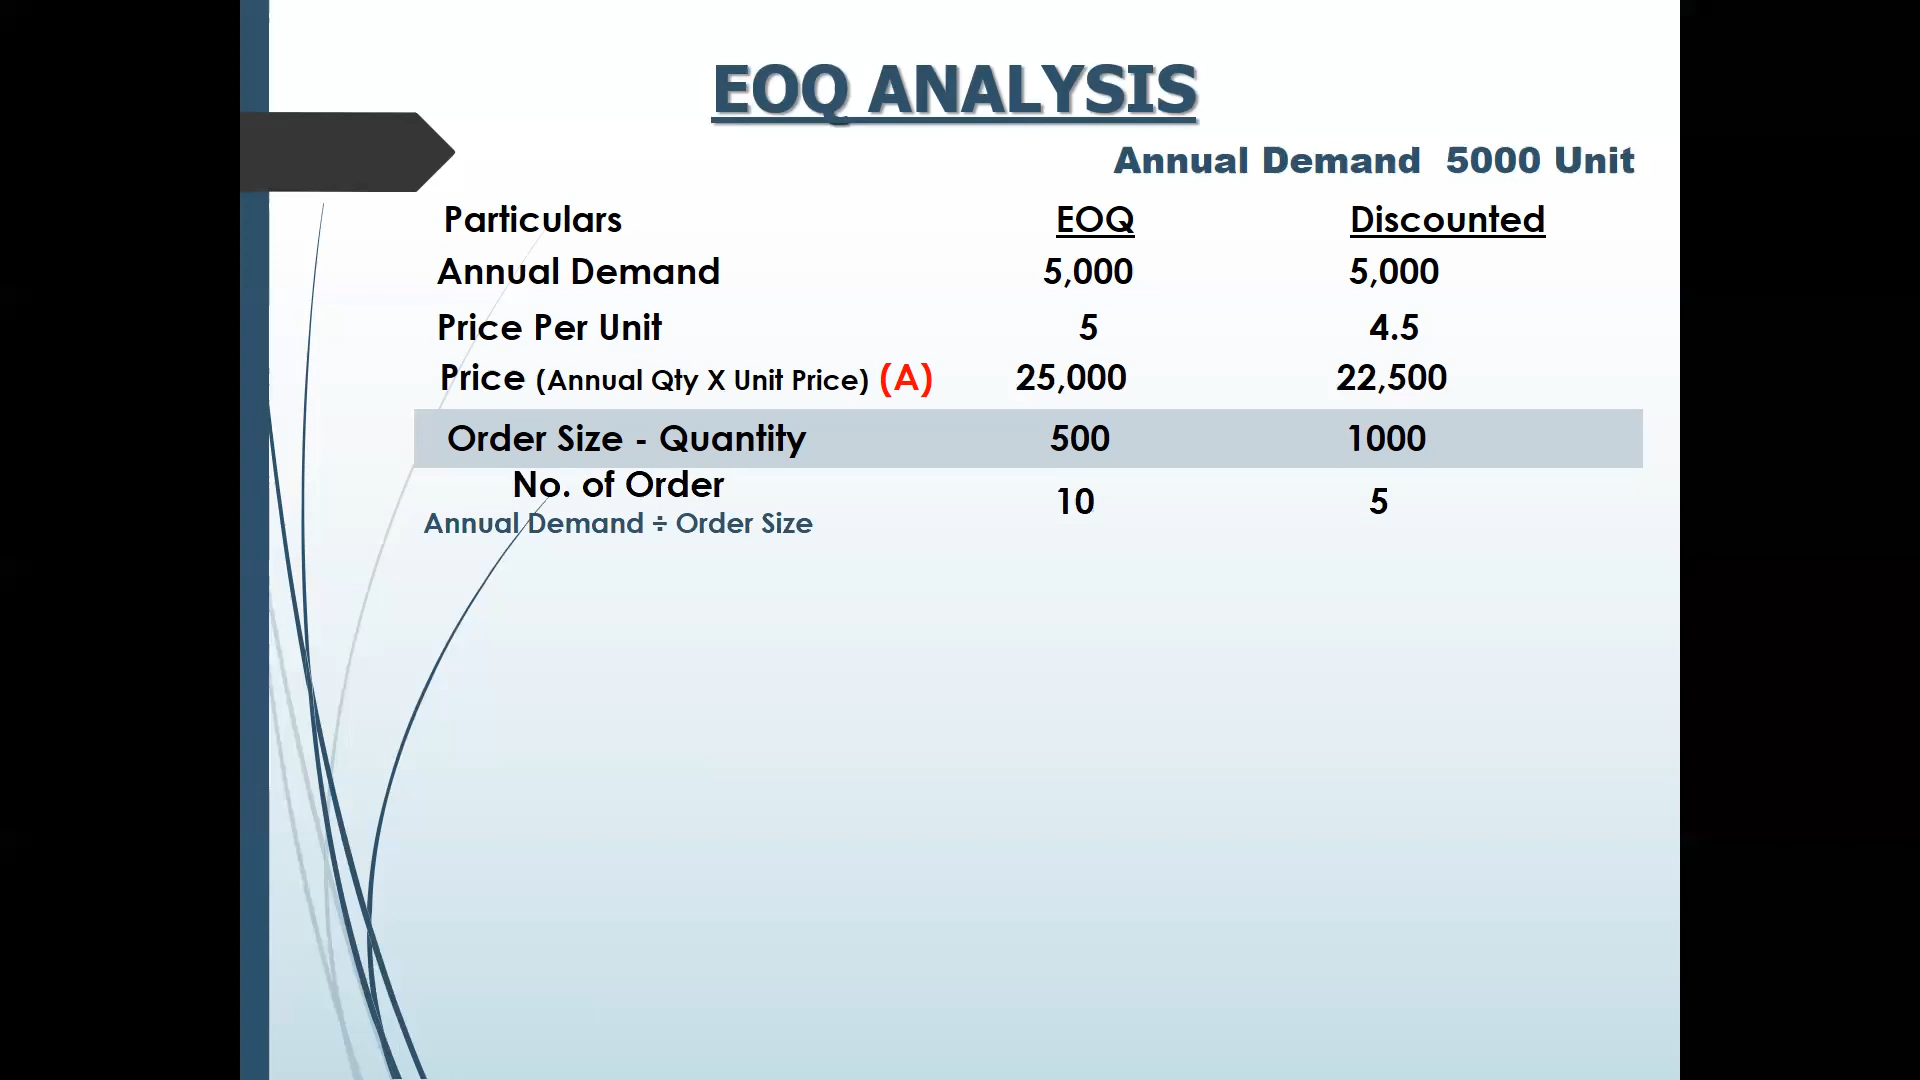 EOQ ANALYSIS
Annual Demand 5000 Unit
Particulars EOQ Discounted
Annual Demand 5,000 5,000
Price Per Unit 5 4.5
Price (Annual Qty X Unit Price) (A) 25,000 22,500
Order Size - Quantity 500 1000
No. of Order 10 5
Annual Demand ÷ Order Size